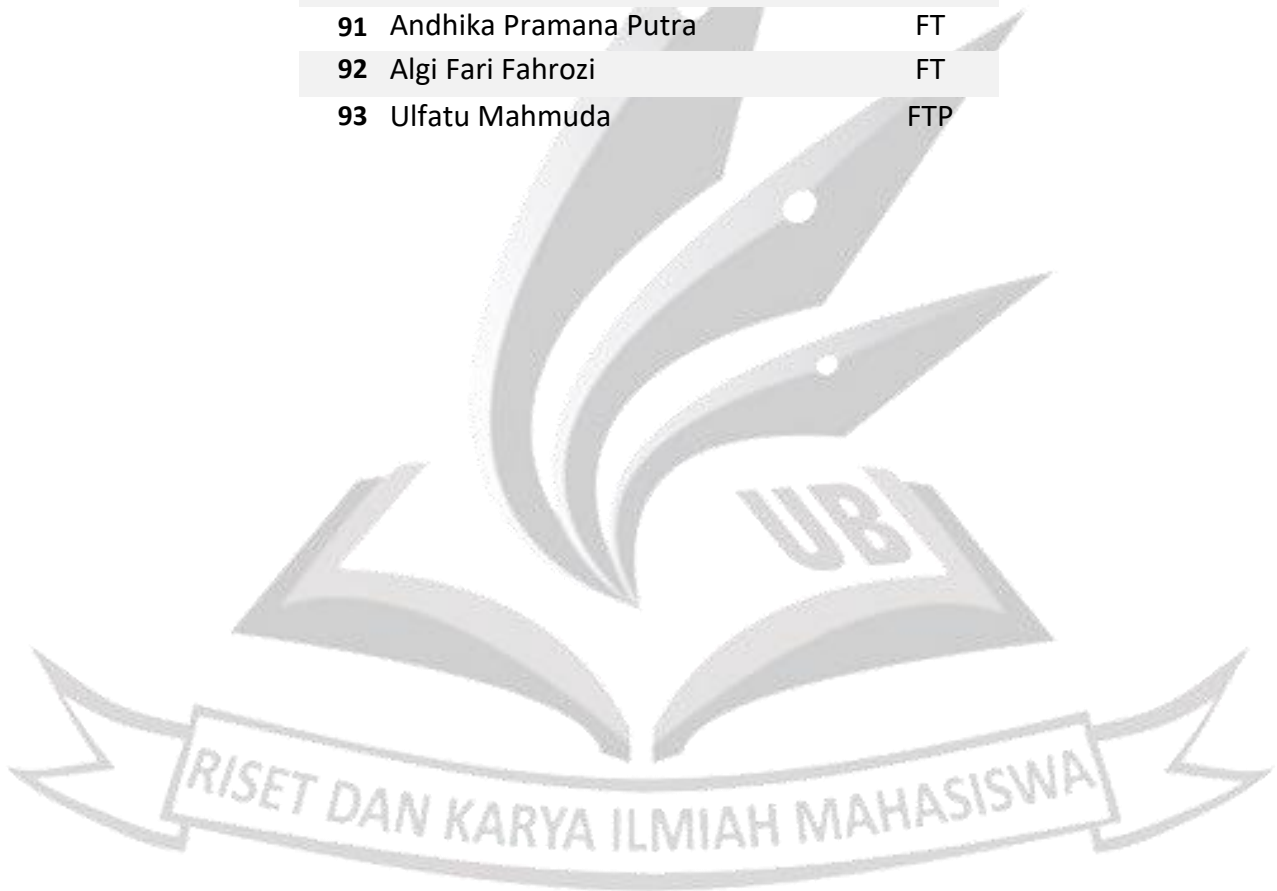 91 Andhika Pramana Putra FT
92 Algi Fari Fahrozi FT
93 Ulfatu Mahmuda FTP
UB
RISET DAN KARYA ILMIAH MAHASISWA